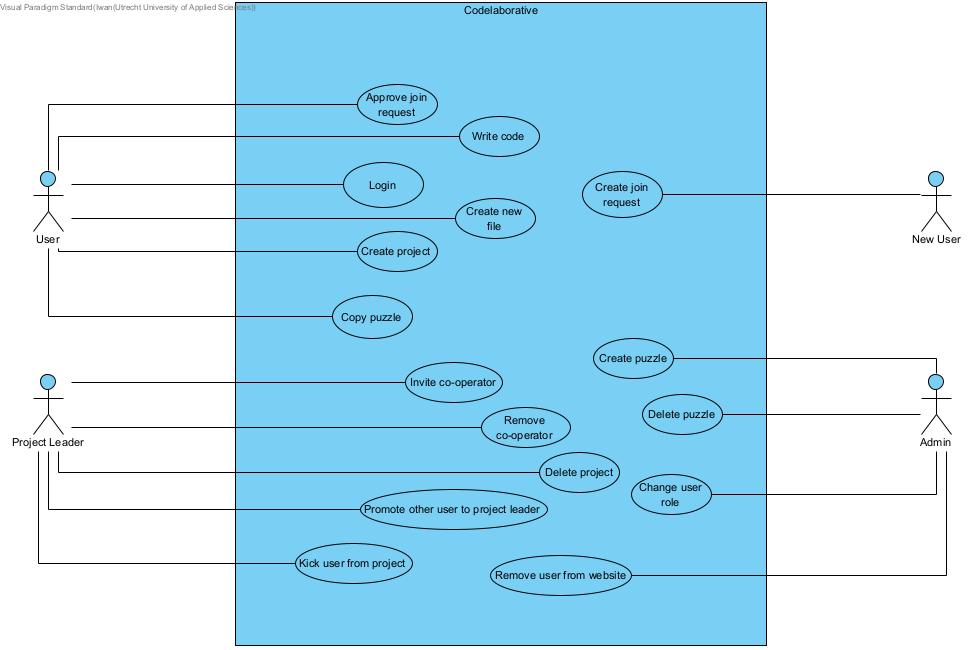 Visual Paradigm Standard(Iwan(Utrecht University of Applied Sciences))
Codelaborative
Approve join
request
Write code
Login
Create join
request
Create new
file
User
New User
Create project
Copy puzzle
Create puzzle
Invite co-operator
Delete puzzle
Remove
co-operator
Project Leader
Admin
Delete project
Change user
role
Promote other user to project leader
Kick user from project
Remove user from website